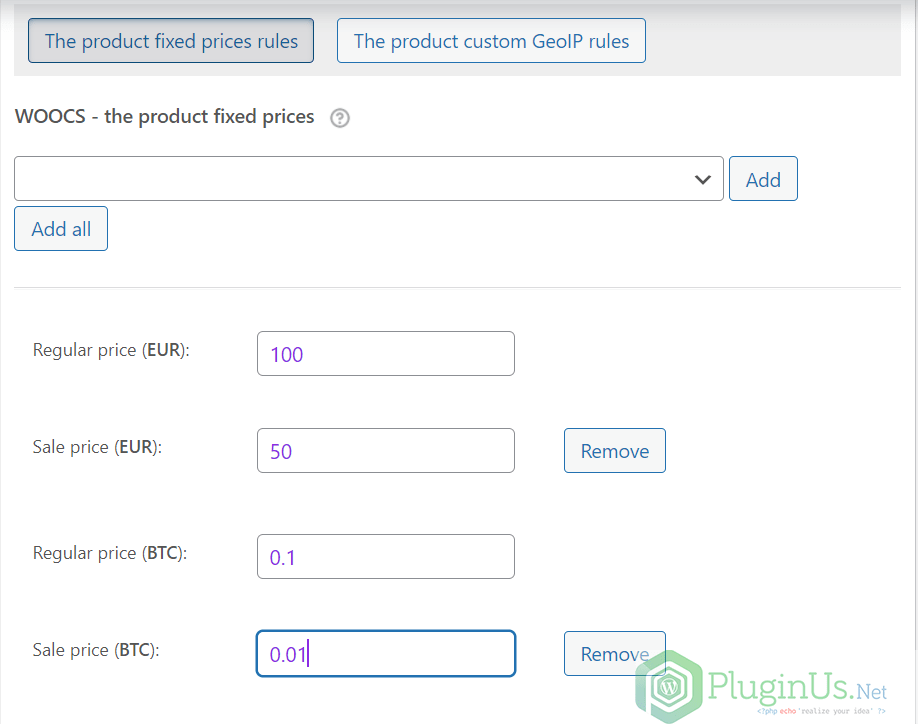 The product fixed prices rules The product custom GeoIP rules
WOOCS - the product fixed prices ?
Add
Add all
Regular price (EUR): 100
Sale price (EUR): 50 Remove
Regular price (BTC): 0.1
Sale price (BTC): 0.01 Remove
PluginUs.Net
<?php echo 'realize your idea' ?>